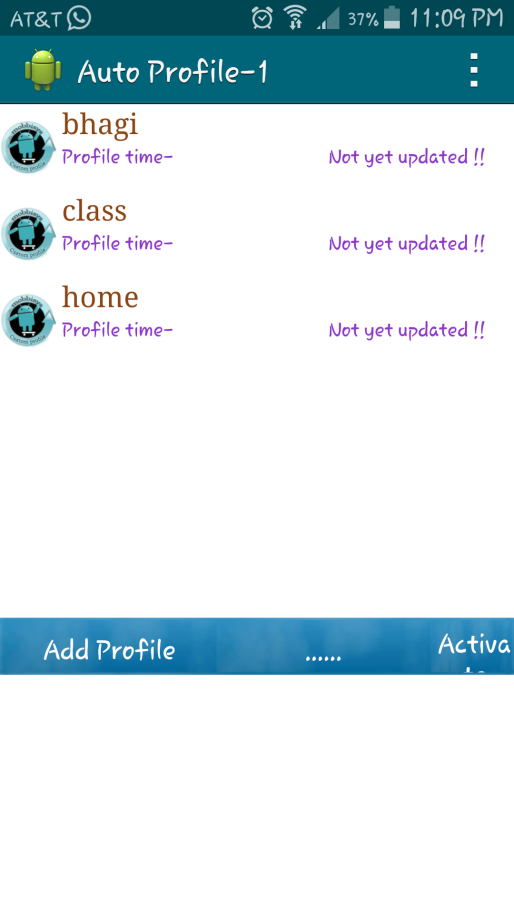 AT&T 37% 11:09 PM
Auto Profile-1
bhagi
Profile time- Not yet updated !!
class
Profile time- Not yet updated !!
home
Profile time- Not yet updated !!
Add Profile ...... Activa